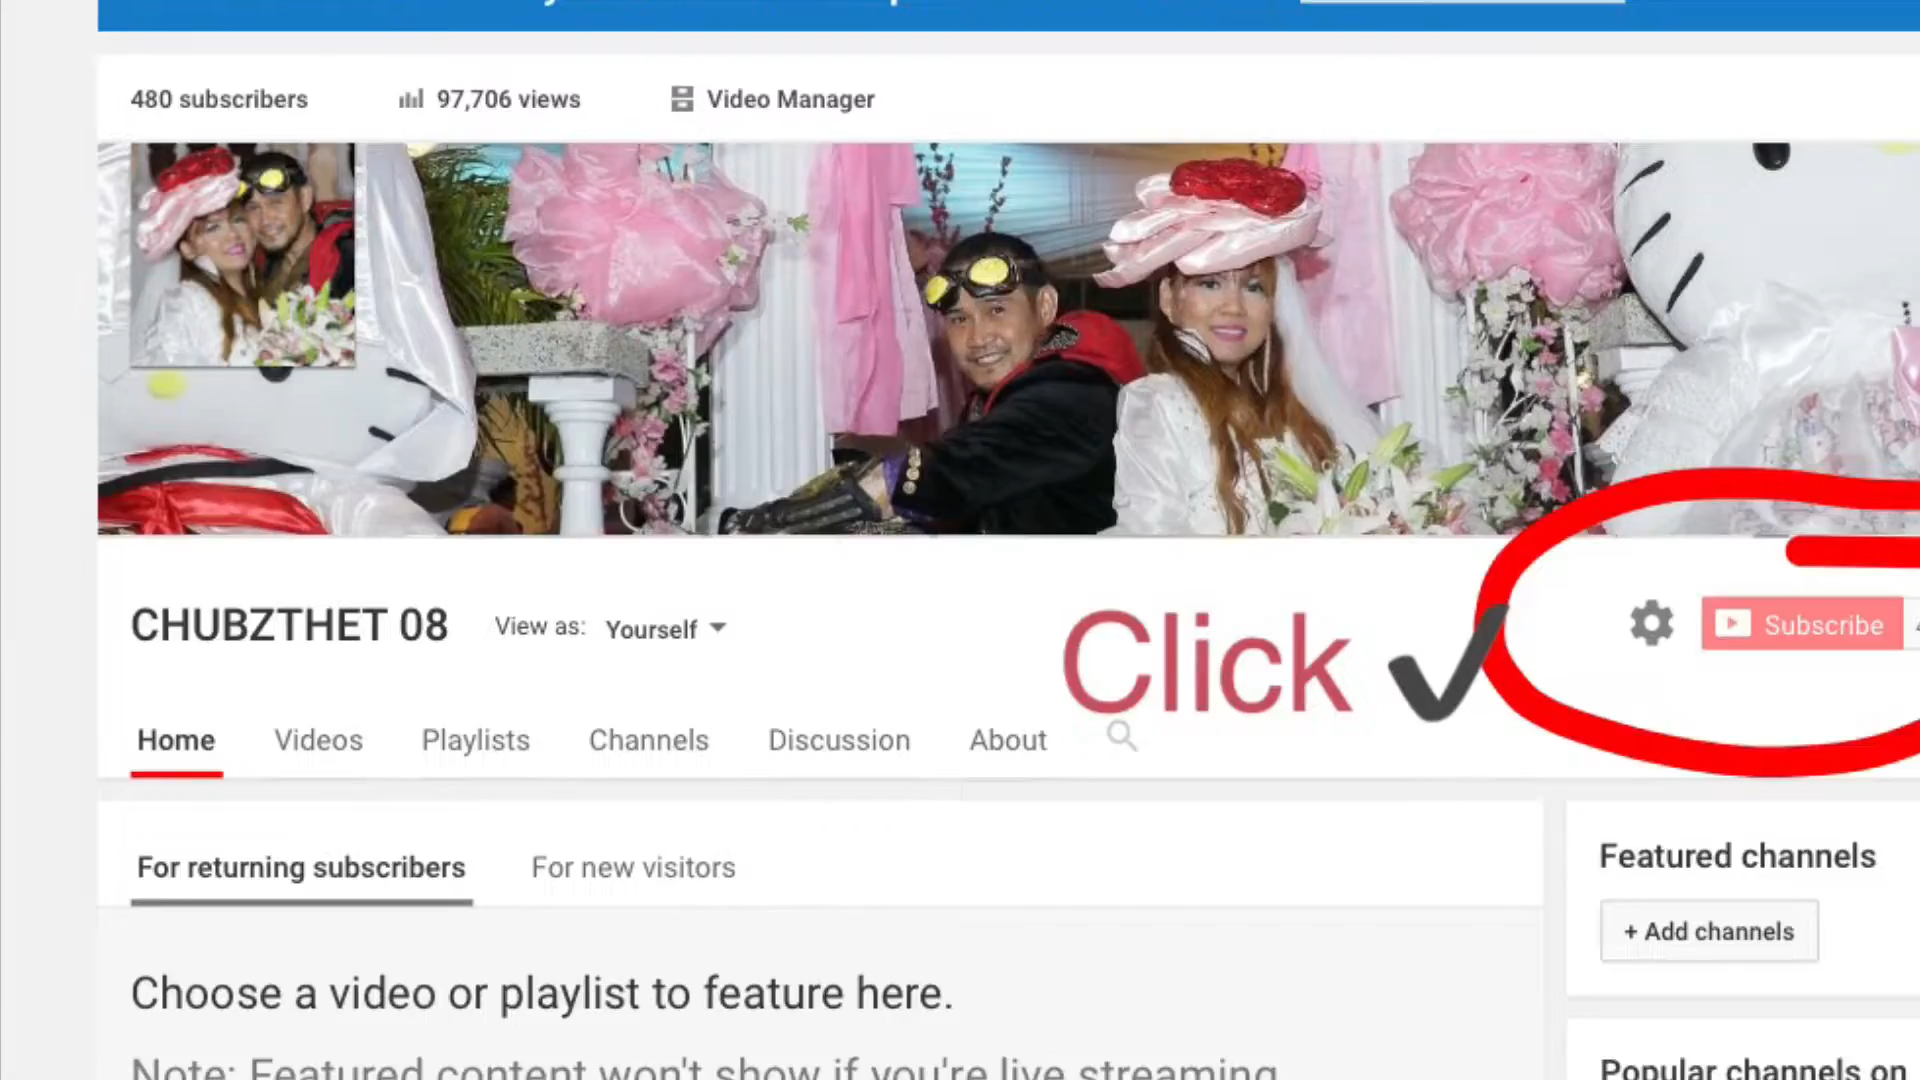 480 subscribers
97,706 views
Video Manager
CHUBZTHET 08
View as: Yourself
Click
Subscribe
Home
Videos
Playlists
Channels
Discussion
About
For returning subscribers
For new visitors
Featured channels
+ Add channels
Choose a video or playlist to feature here.
Note: Featured content won't show if you're live streaming
Popular channels on